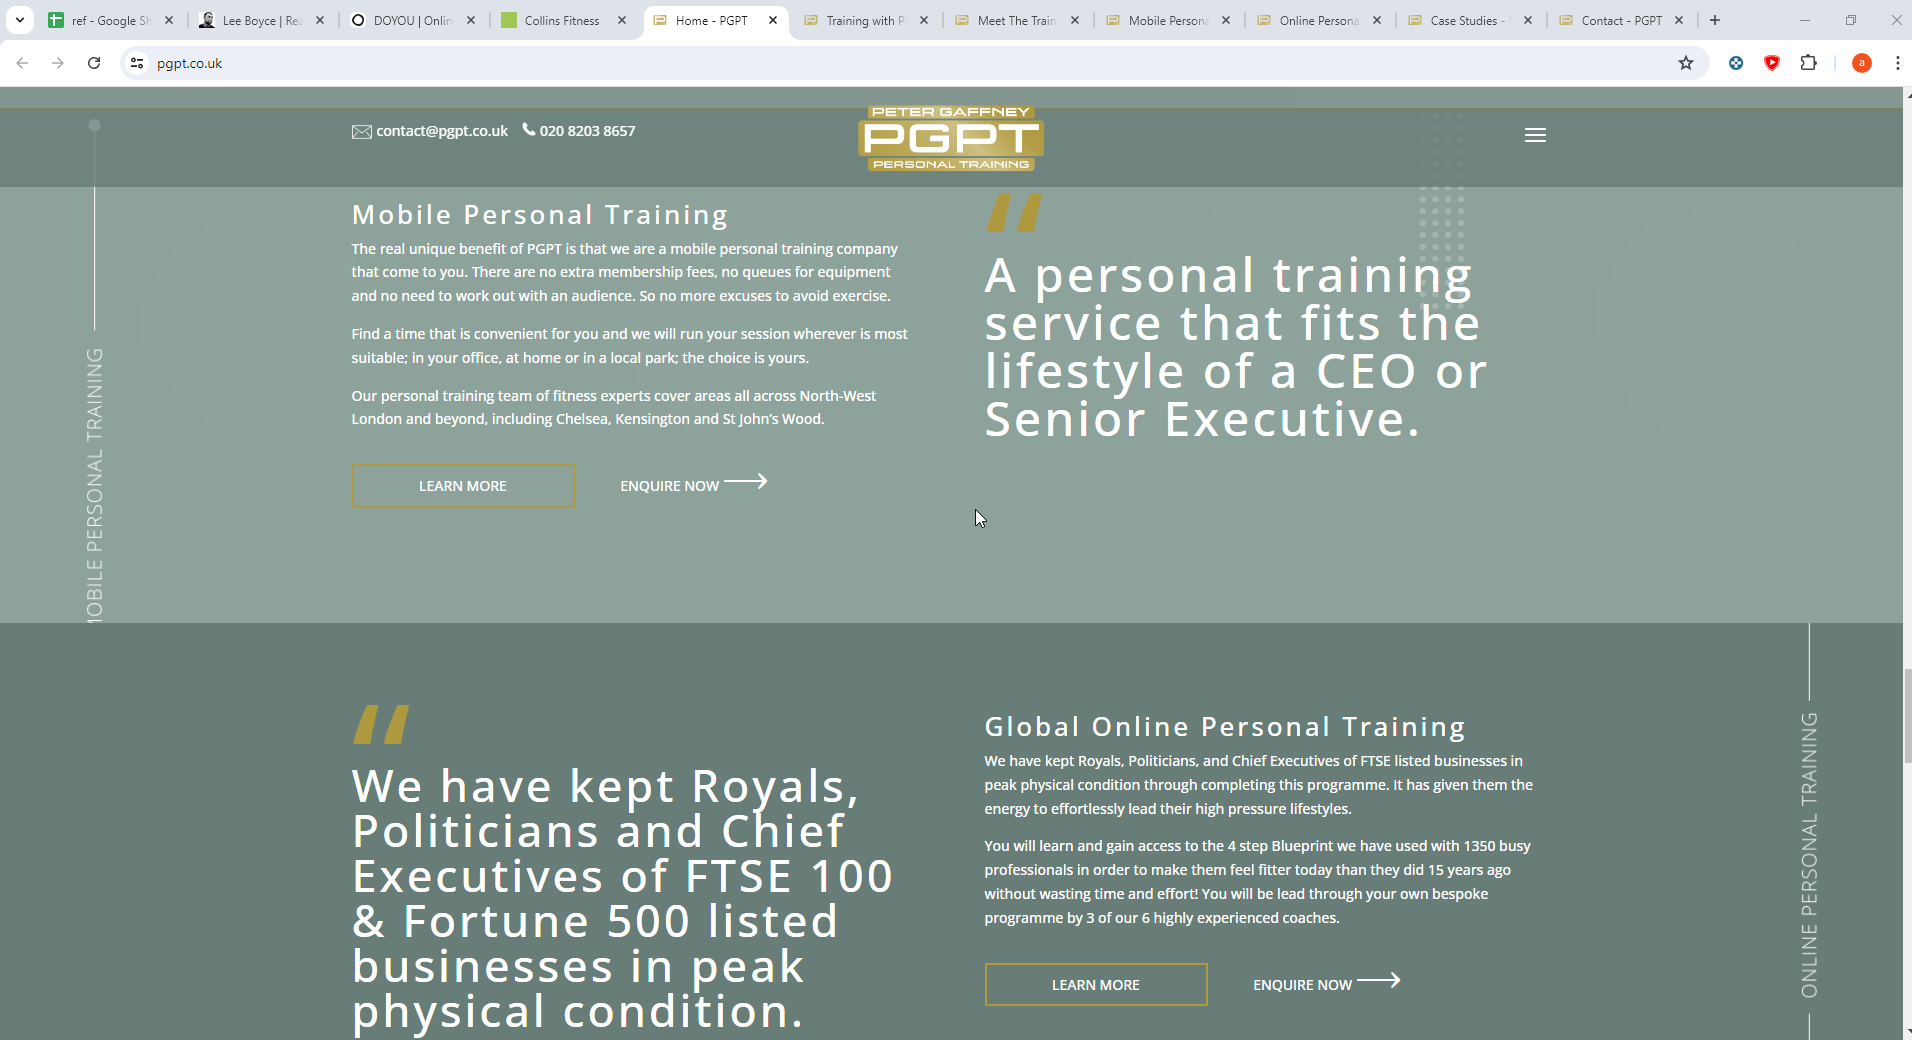 ref - Google Sh
Lee Boyce | Rea
DOYOU | Onlin
Collins Fitness
Home - PGPT
Training with P
Meet The Train
Mobile Persona
Online Persona
Case Studies -
Contact - PGPT
pgpt.co.uk
a
contact@pgpt.co.uk
020 8203 8657
PETER GAFFNEY
PGPT
PERSONAL TRAINING
MOBILE PERSONAL TRAINING
Mobile Personal Training
The real unique benefit of PGPT is that we are a mobile personal training company
that come to you. There are no extra membership fees, no queues for equipment
and no need to work out with an audience. So no more excuses to avoid exercise.
Find a time that is convenient for you and we will run your session wherever is most
suitable; in your office, at home or in a local park; the choice is yours.
Our personal training team of fitness experts cover areas all across North-West
London and beyond, including Chelsea, Kensington and St John’s Wood.
LEARN MORE
ENQUIRE NOW
“
A personal training
service that fits the
lifestyle of a CEO or
Senior Executive.
“
We have kept Royals,
Politicians and Chief
Executives of FTSE 100
& Fortune 500 listed
businesses in peak
physical condition.
Global Online Personal Training
We have kept Royals, Politicians, and Chief Executives of FTSE listed businesses in
peak physical condition through completing this programme. It has given them the
energy to effortlessly lead their high pressure lifestyles.
You will learn and gain access to the 4 step Blueprint we have used with 1350 busy
professionals in order to make them feel fitter today than they did 15 years ago
without wasting time and effort! You will be lead through your own bespoke
programme by 3 of our 6 highly experienced coaches.
LEARN MORE
ENQUIRE NOW
ONLINE PERSONAL TRAINING